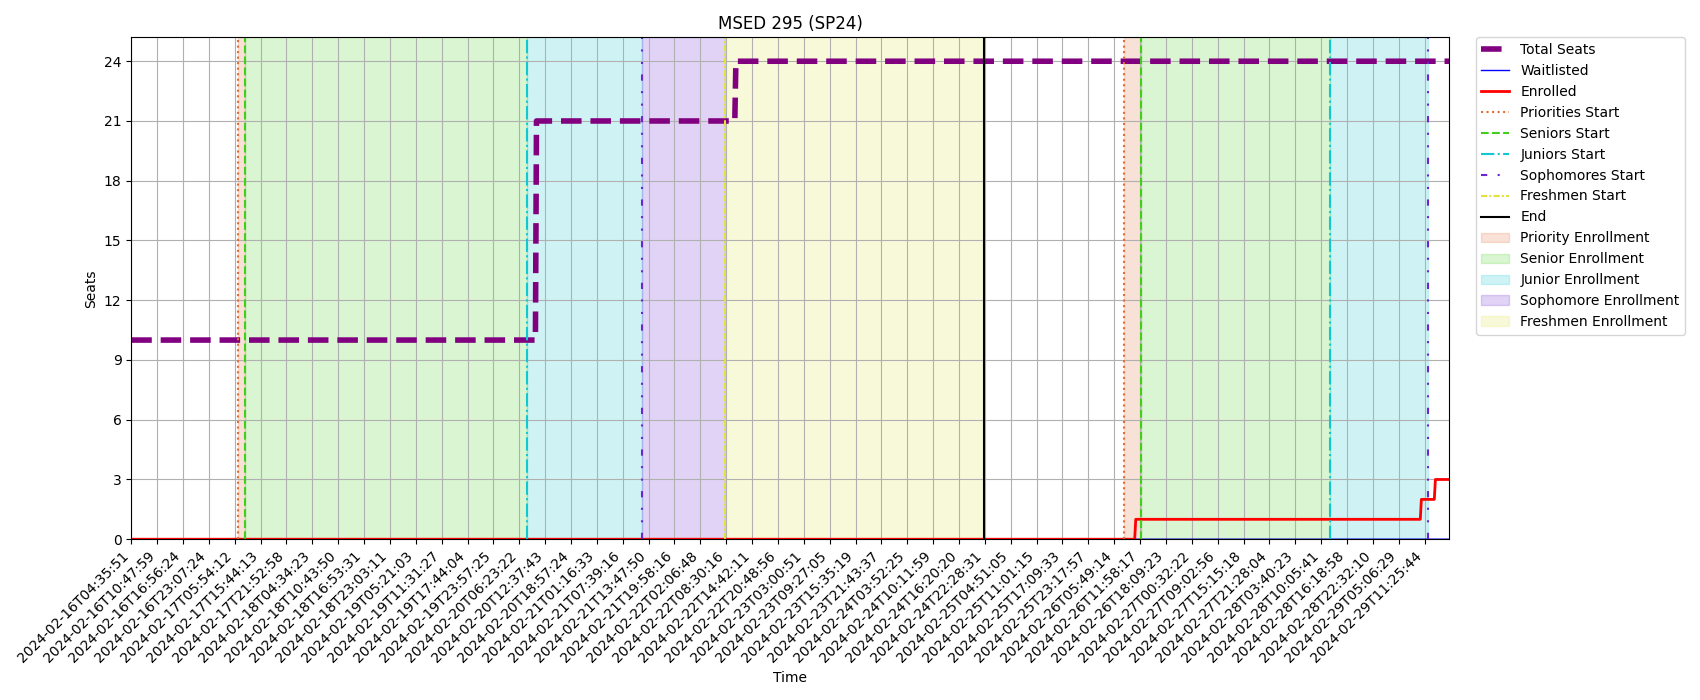 MSED 295 (SP24)
Seats
24
21
18
15
12
9
6
3
0
2024-02-16T04:35:51
2024-02-16T10:47:59
2024-02-16T16:56:24
2024-02-16T23:07:24
2024-02-17T05:54:12
2024-02-17T15:44:13
2024-02-17T21:52:58
2024-02-18T04:34:23
2024-02-18T10:43:50
2024-02-18T16:53:31
2024-02-18T23:03:11
2024-02-19T05:21:03
2024-02-19T11:31:27
2024-02-19T17:44:04
2024-02-19T23:57:25
2024-02-20T06:23:22
2024-02-20T12:37:43
2024-02-20T18:57:24
2024-02-21T01:16:33
2024-02-21T07:39:16
2024-02-21T13:47:50
2024-02-21T19:58:16
2024-02-22T02:06:48
2024-02-22T08:30:16
2024-02-22T14:42:11
2024-02-22T20:48:56
2024-02-23T03:00:51
2024-02-23T09:27:05
2024-02-23T15:35:19
2024-02-23T21:43:37
2024-02-24T03:52:25
2024-02-24T10:11:59
2024-02-24T16:20:20
2024-02-24T22:28:31
2024-02-25T04:51:05
2024-02-25T11:01:15
2024-02-25T17:09:33
2024-02-25T23:17:57
2024-02-26T05:49:14
2024-02-26T11:58:17
2024-02-26T18:09:23
2024-02-27T00:32:22
2024-02-27T09:02:56
2024-02-27T15:15:18
2024-02-27T21:28:04
2024-02-28T03:40:23
2024-02-28T10:05:41
2024-02-28T16:18:58
2024-02-28T22:32:10
2024-02-29T05:06:29
2024-02-29T11:25:44
Time
Total Seats
Waitlisted
Enrolled
Priorities Start
Seniors Start
Juniors Start
Sophomores Start
Freshmen Start
End
Priority Enrollment
Senior Enrollment
Junior Enrollment
Sophomore Enrollment
Freshmen Enrollment